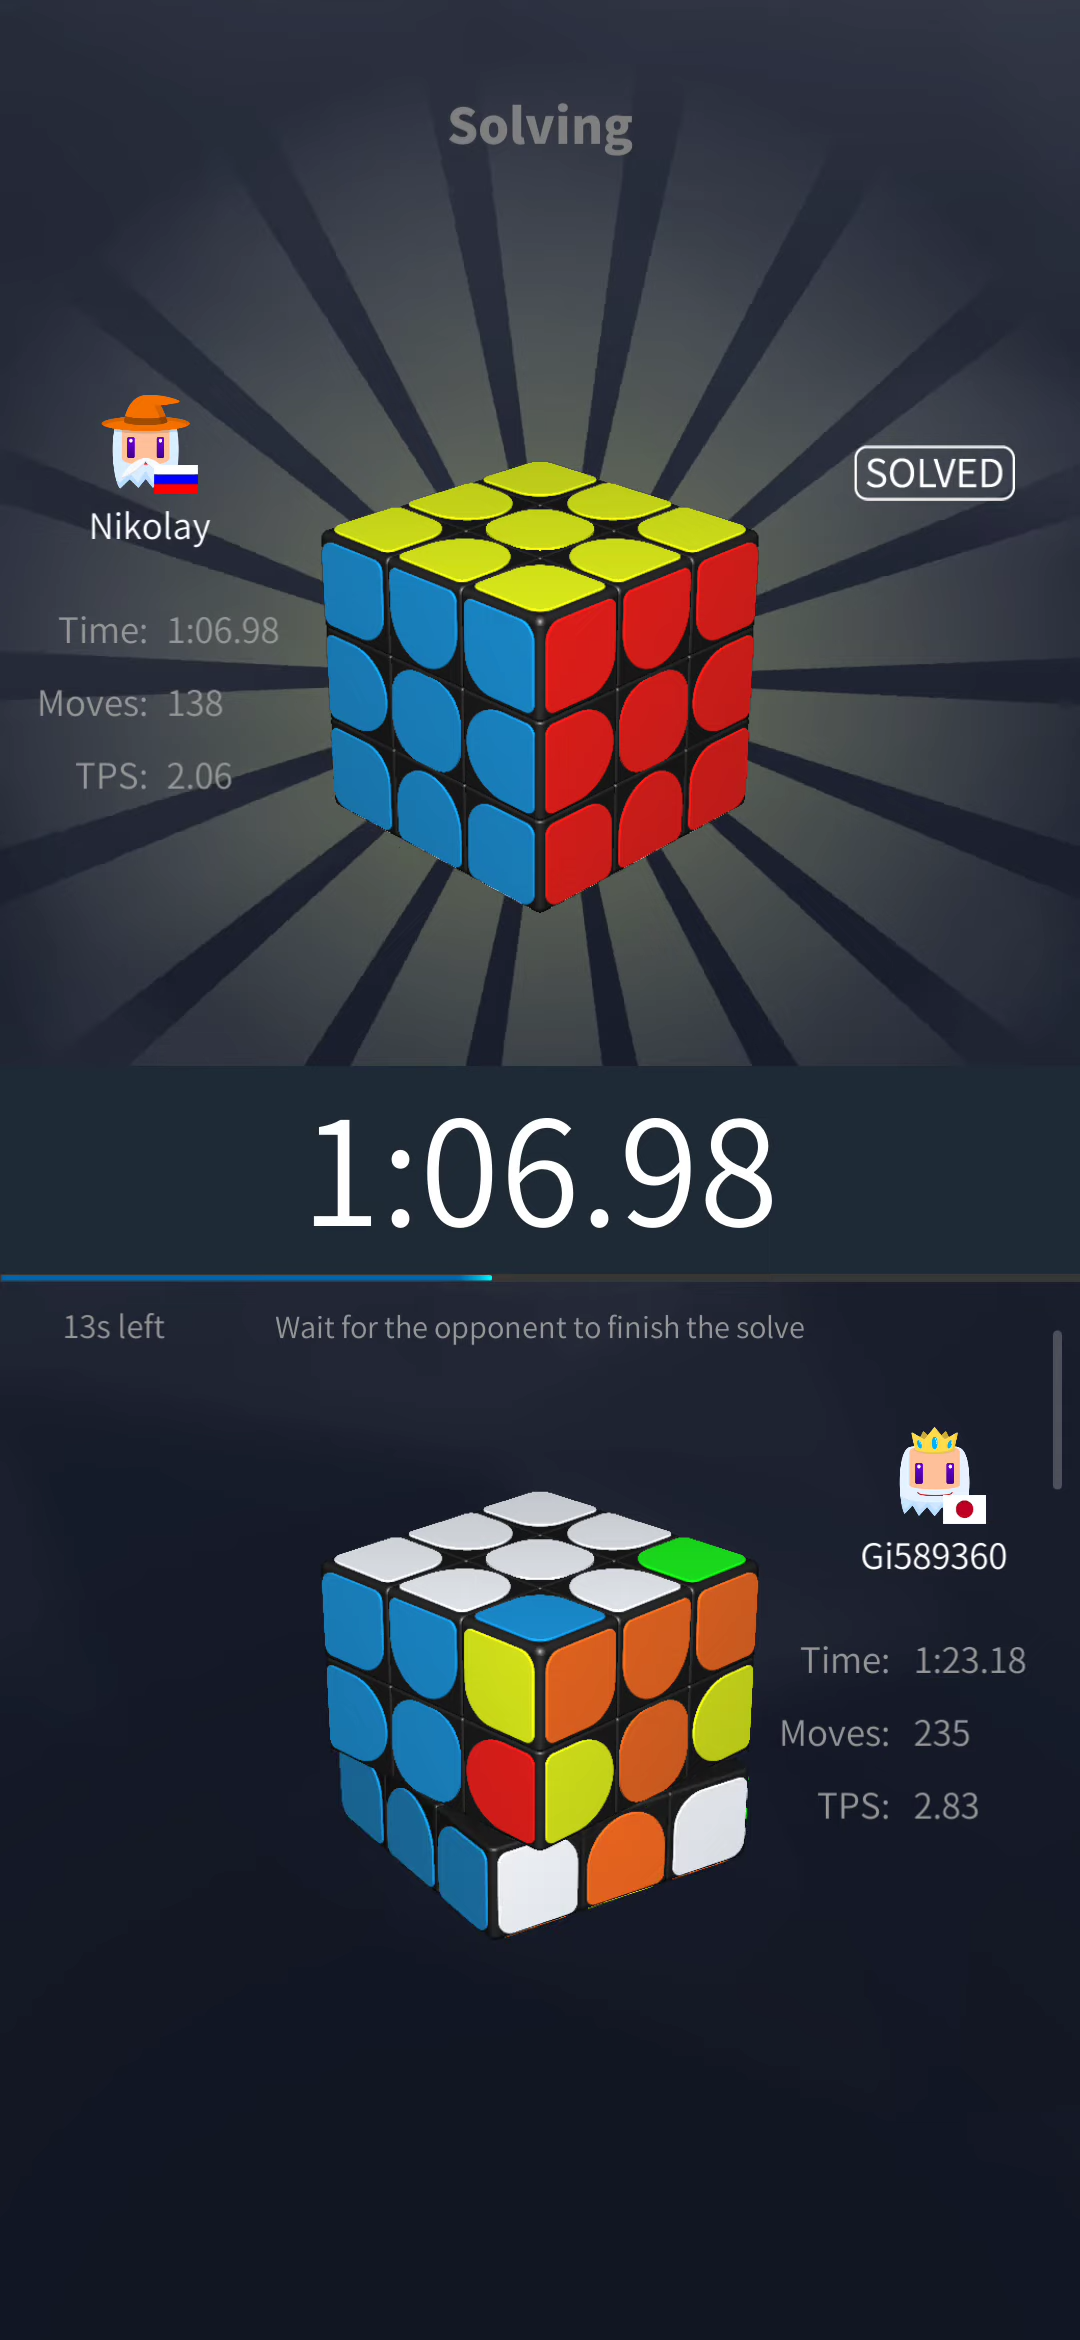 Solving
SOLVED
Nikolay
Time: 1:06.98
Moves: 138
TPS: 2.06
1:06.98
13s left
Wait for the opponent to finish the solve
Gi589360
Time: 1:23.18
Moves: 235
TPS: 2.83